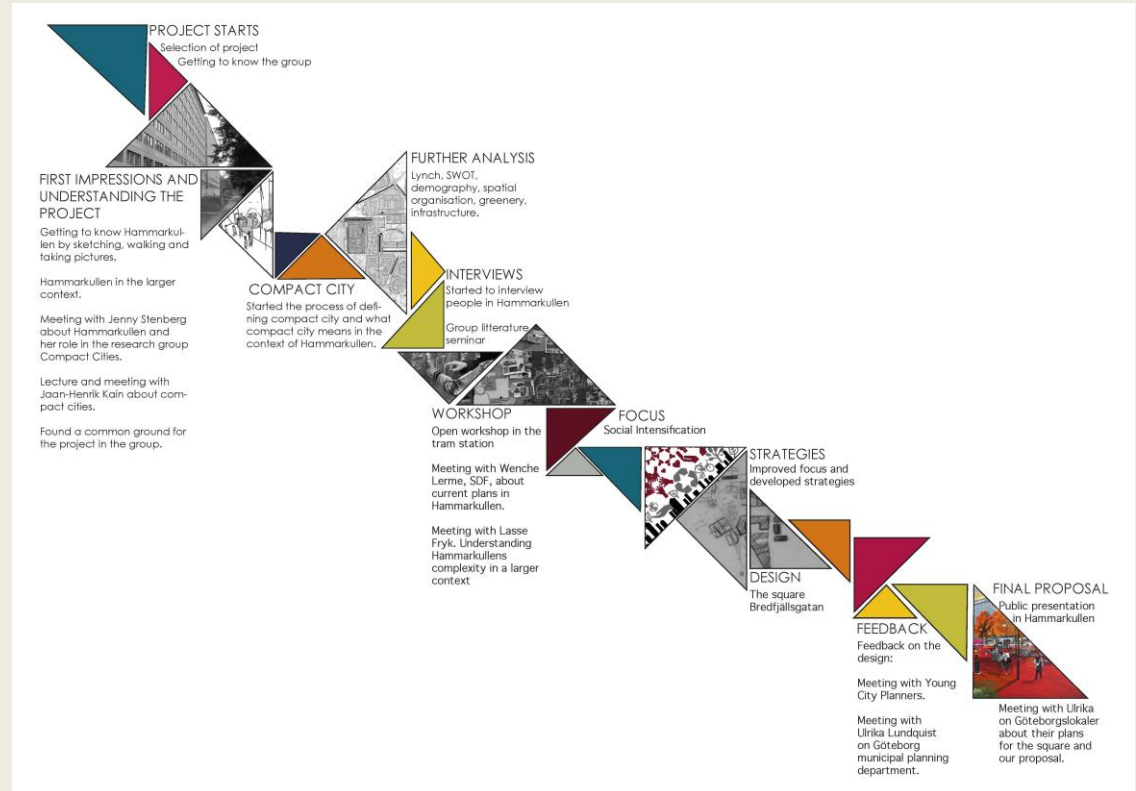 PROJECT STARTS
Selection of project
Getting to know the group
FIRST IMPRESSIONS AND
UNDERSTANDING THE
PROJECT
Getting to know Hammarkul-
len by sketching, walking and
taking pictures.
Hammarkullen in the larger
context.
Meeting with Jenny Stenberg
about Hammarkullen and
her role in the research group
Compact Cities.
Lecture and meeting with
Jaan-Henrik Kain about com-
pact cities.
Found a common ground for
the project in the group.
COMPACT CITY
Started the process of defi-
ning compact city and what
compact city means in the
context of Hammarkullen.
FURTHER ANALYSIS
Lynch, SWOT,
demography, spatial
organisation, greenery,
infrastructure.
INTERVIEWS
Started to interview
people in Hammarkullen
Group litterature
seminar
WORKSHOP
Open workshop in the
tram station
Meeting with Wenche
Lerme, SDF, about
current plans in
Hammarkullen.
Meeting with Lasse
Fryk. Understanding
Hammarkullens
complexity in a larger
context
FOCUS
Social Intensification
STRATEGIES
Improved focus and
developed strategies
DESIGN
The square
Bredfjällsgatan
FEEDBACK
Feedback on the
design:
Meeting with Young
City Planners.
Meeting with
Ulrika Lundquist
on Göteborg
municipal planning
department.
FINAL PROPOSAL
Public presentation
in Hammarkullen
Meeting with Ulrika
on Göteborgslokaler
about their plans
for the square and
our proposal.